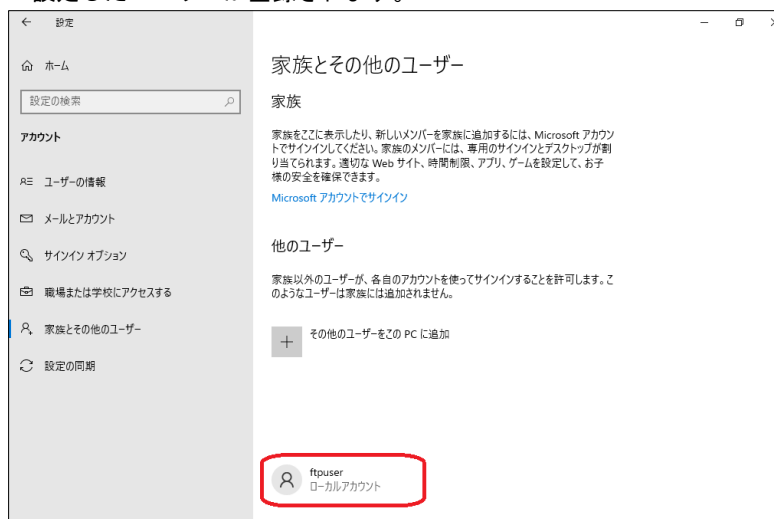 設定
ホーム
家族とその他のユーザー
設定の検索
家族
アカウント
家族をここに表示したり、新しいメンバーを家族に追加するには、Microsoft アカウン
トでサインインしてください。家族のメンバーには、専用のサインインとデスクトップが割
り当てられます。適切な Web サイト、時間制限、アプリ、ゲームを設定して、お子
様の安全を確保できます。
ユーザーの情報
Microsoft アカウントでサインイン
メールとアカウント
他のユーザー
サインイン オプション
家族以外のユーザーが、各自のアカウントを使ってサインインすることを許可します。こ
のようなユーザーは家族には追加されません。
職場または学校にアクセスする
家族とその他のユーザー
その他のユーザーをこの PC に追加
設定の同期
ftpuser
ローカルアカウント